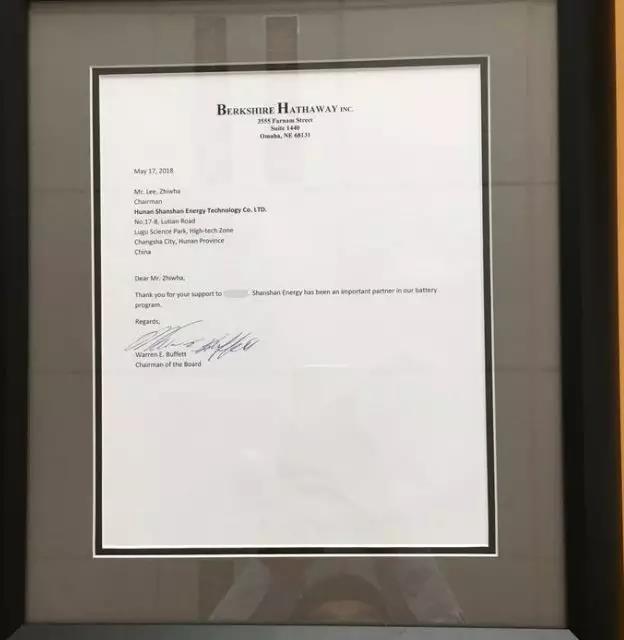 BERKSHIRE HATHAWAY INC.
3555 Farnam Street
Suite 1440
Omaha, NE 68131
May 17, 2018
Mr. Lee, Zhiwha
Chairman
Hunan Shanshan Energy Technology Co. LTD.
No.17-8, Lutian Road
Lugu Science Park, High-tech Zone
Changsha City, Hunan Province
China
Dear Mr. Zhiwha,
Thank you for your support to . Shanshan Energy has been an important partner in our battery
program.
Regards,
Warren E. Buffett
Chairman of the Board